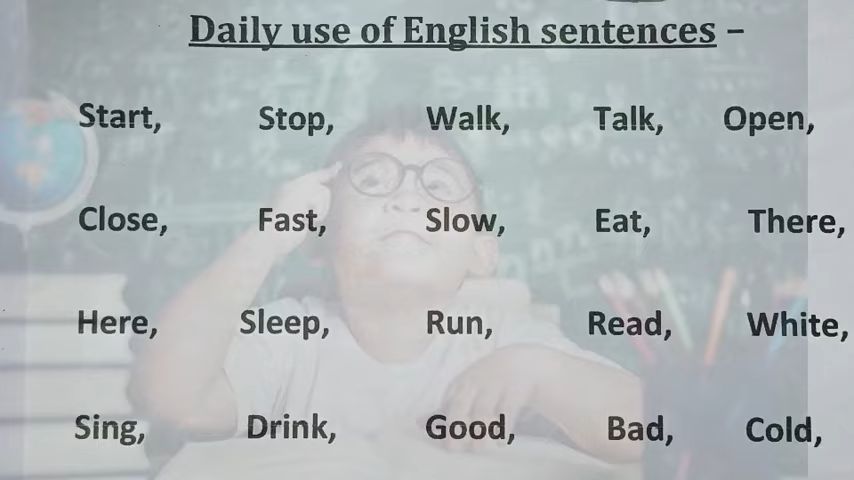 Daily use of English sentences –
Start, Stop, Walk, Talk, Open,
Close, Fast, Slow, Eat, There,
Here, Sleep, Run, Read, White,
Sing, Drink, Good, Bad, Cold,